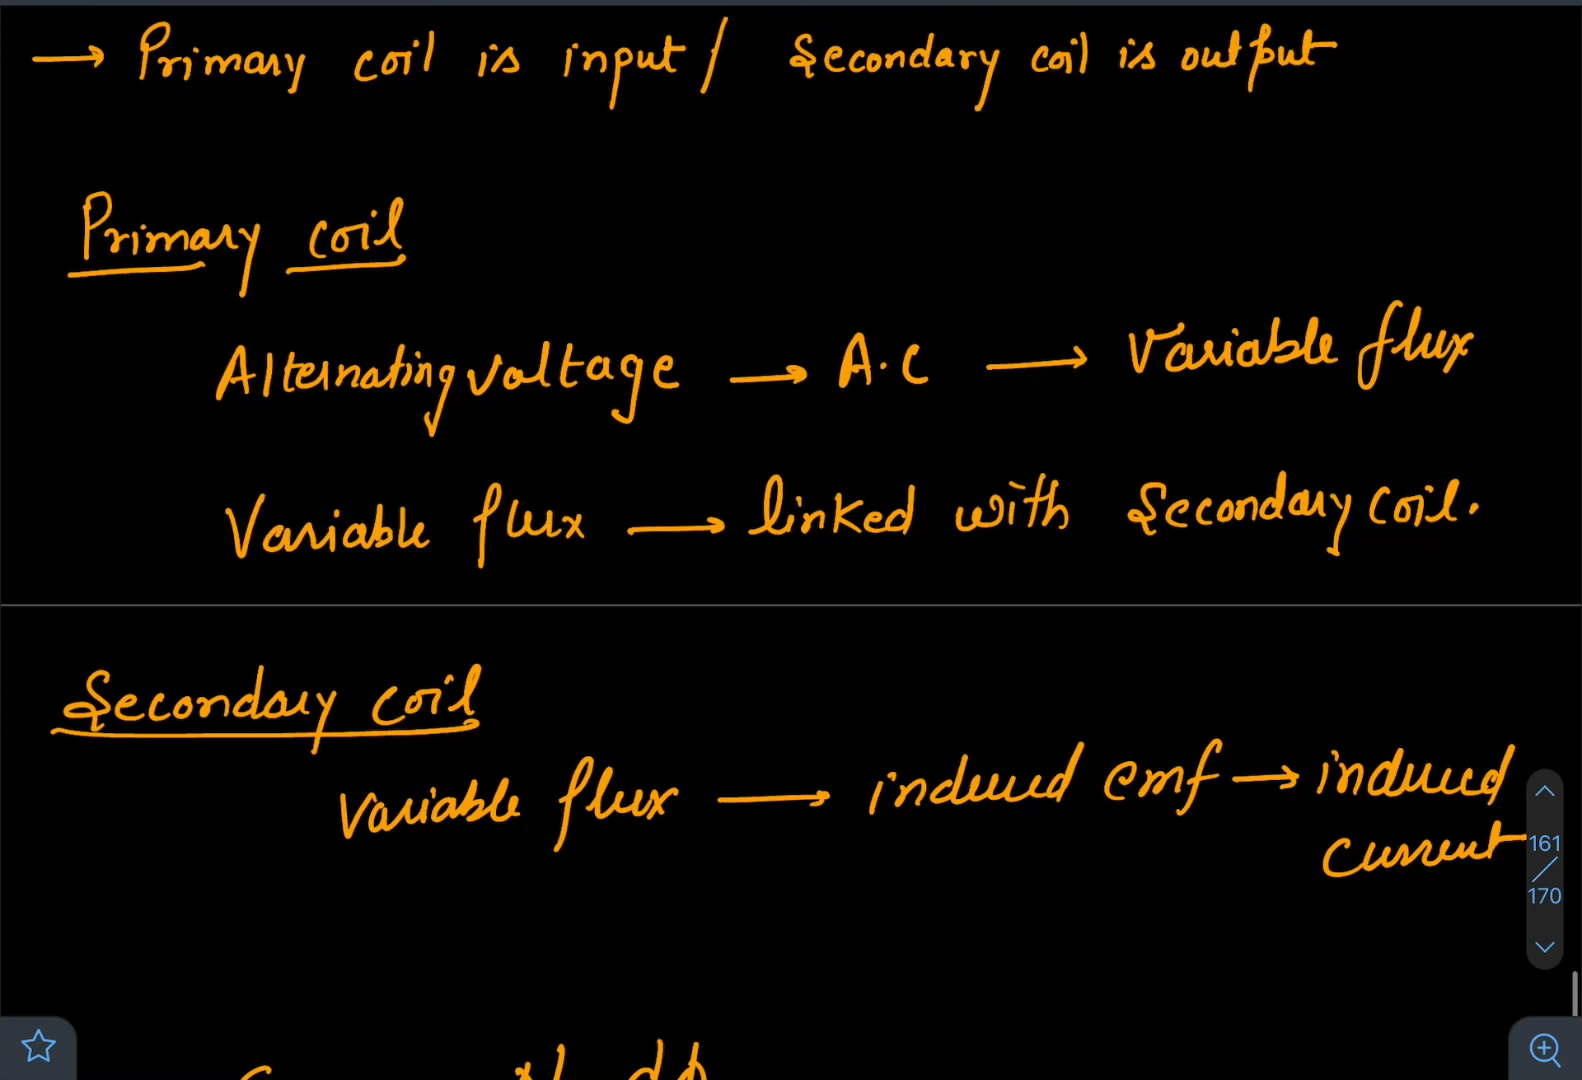 → Primary coil is input / Secondary coil is output
Primary coil
Alternating voltage → A.C → Variable flux
Variable flux → linked with Secondary coil.
Secondary coil
Variable flux → induced emf → induced
current
161
170